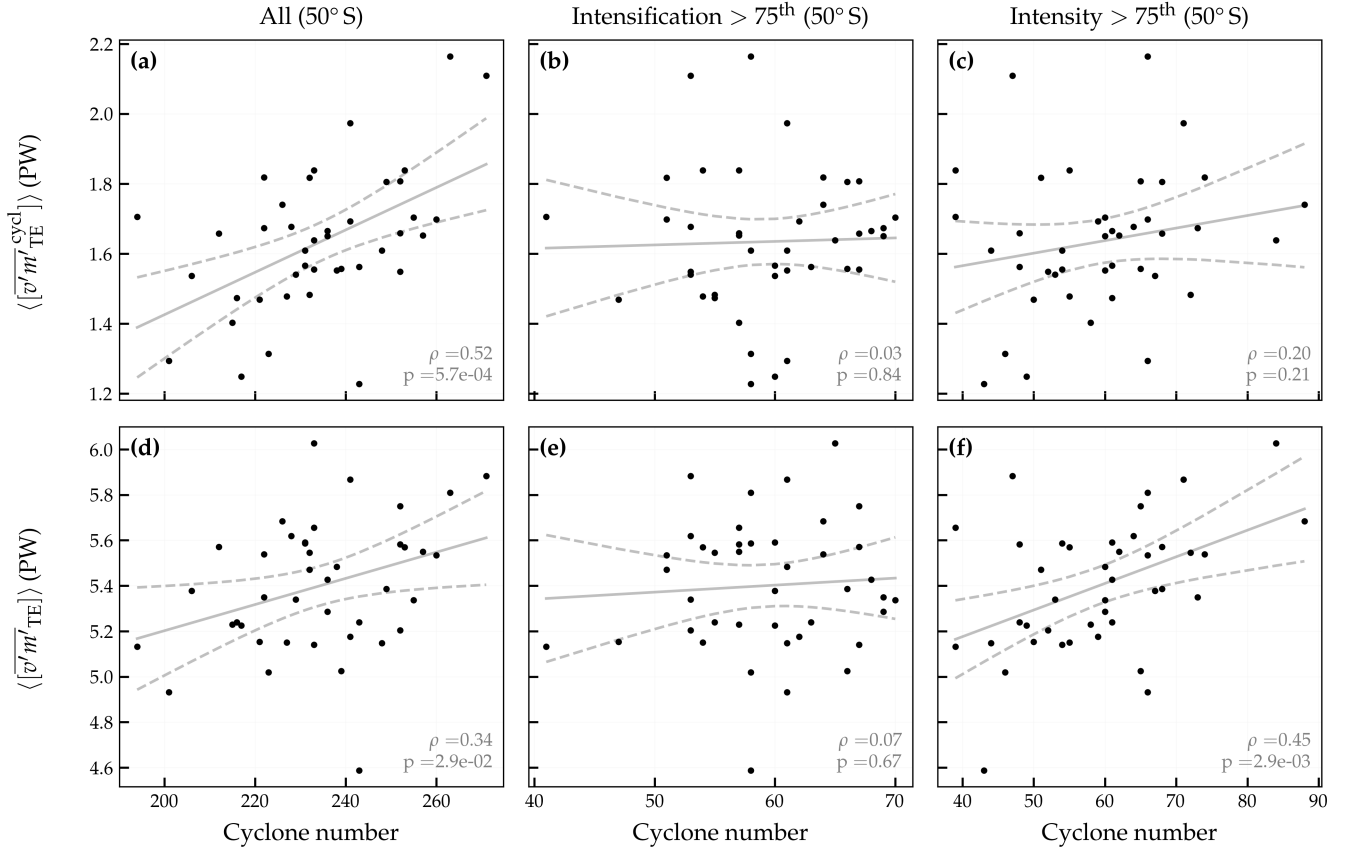 All (50° S) Intensification > 75th (50° S) Intensity > 75th (50° S)
(a) (b) (c)
2.2
2.0
1.8
1.6
1.4
1.2
⟨[v′m′TE cycl]⟩ (PW)
ρ =0.52 ρ =0.03 ρ =0.20
p =5.7e-04 p =0.84 p =0.21
(d) (e) (f)
6.0
5.8
5.6
5.4
5.2
5.0
4.8
4.6
⟨[v′m′TE]⟩ (PW)
ρ =0.34 ρ =0.07 ρ =0.45
p =2.9e-02 p =0.67 p =2.9e-03
200 220 240 260 40 50 60 70 40 50 60 70 80 90
Cyclone number Cyclone number Cyclone number